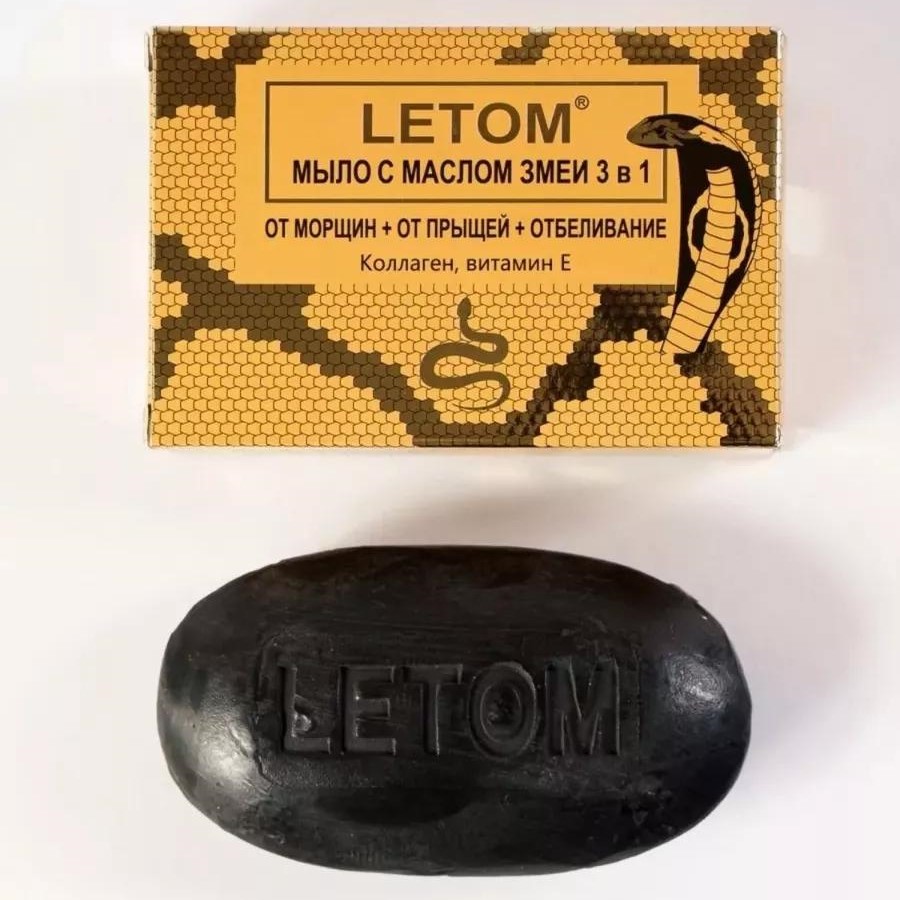 LETOM®
МЫЛО С МАСЛОМ ЗМЕИ 3 в 1
ОТ МОРЩИН + ОТ ПРЫЩЕЙ + ОТБЕЛИВАНИЕ
Коллаген, витамин Е
LETOM